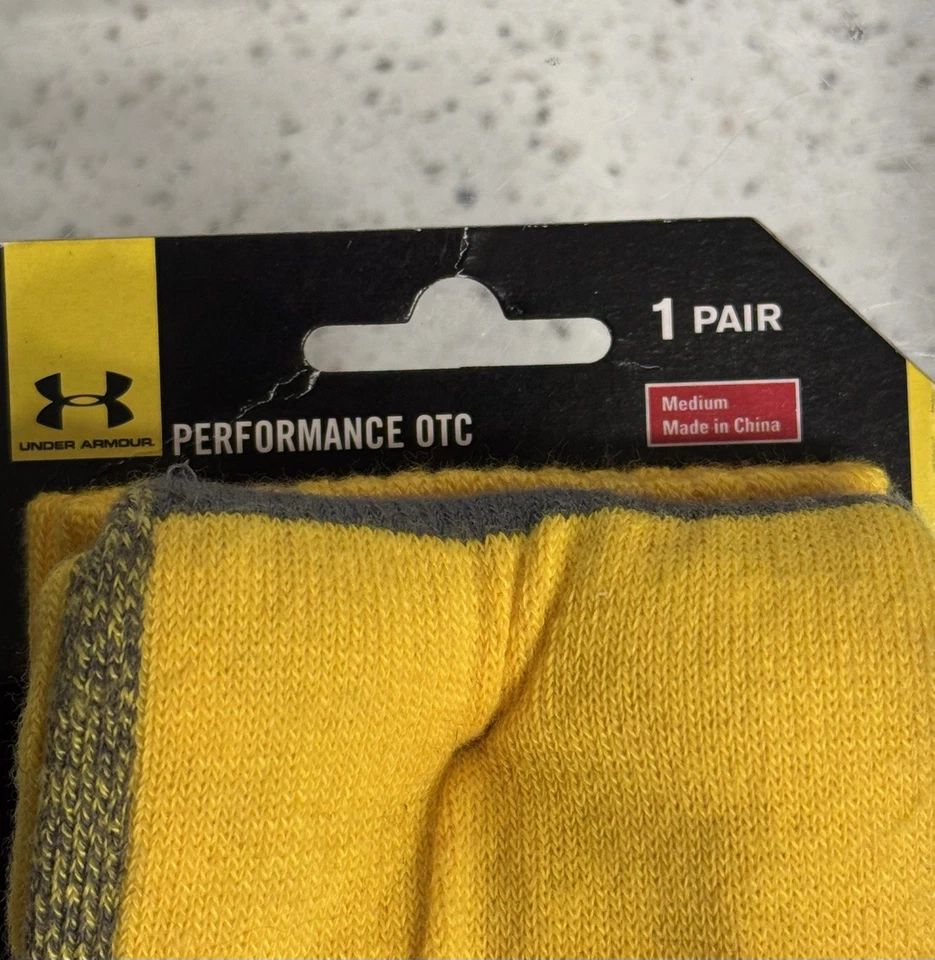 1 PAIR
Medium
Made in China
UNDER ARMOUR.
PERFORMANCE OTC